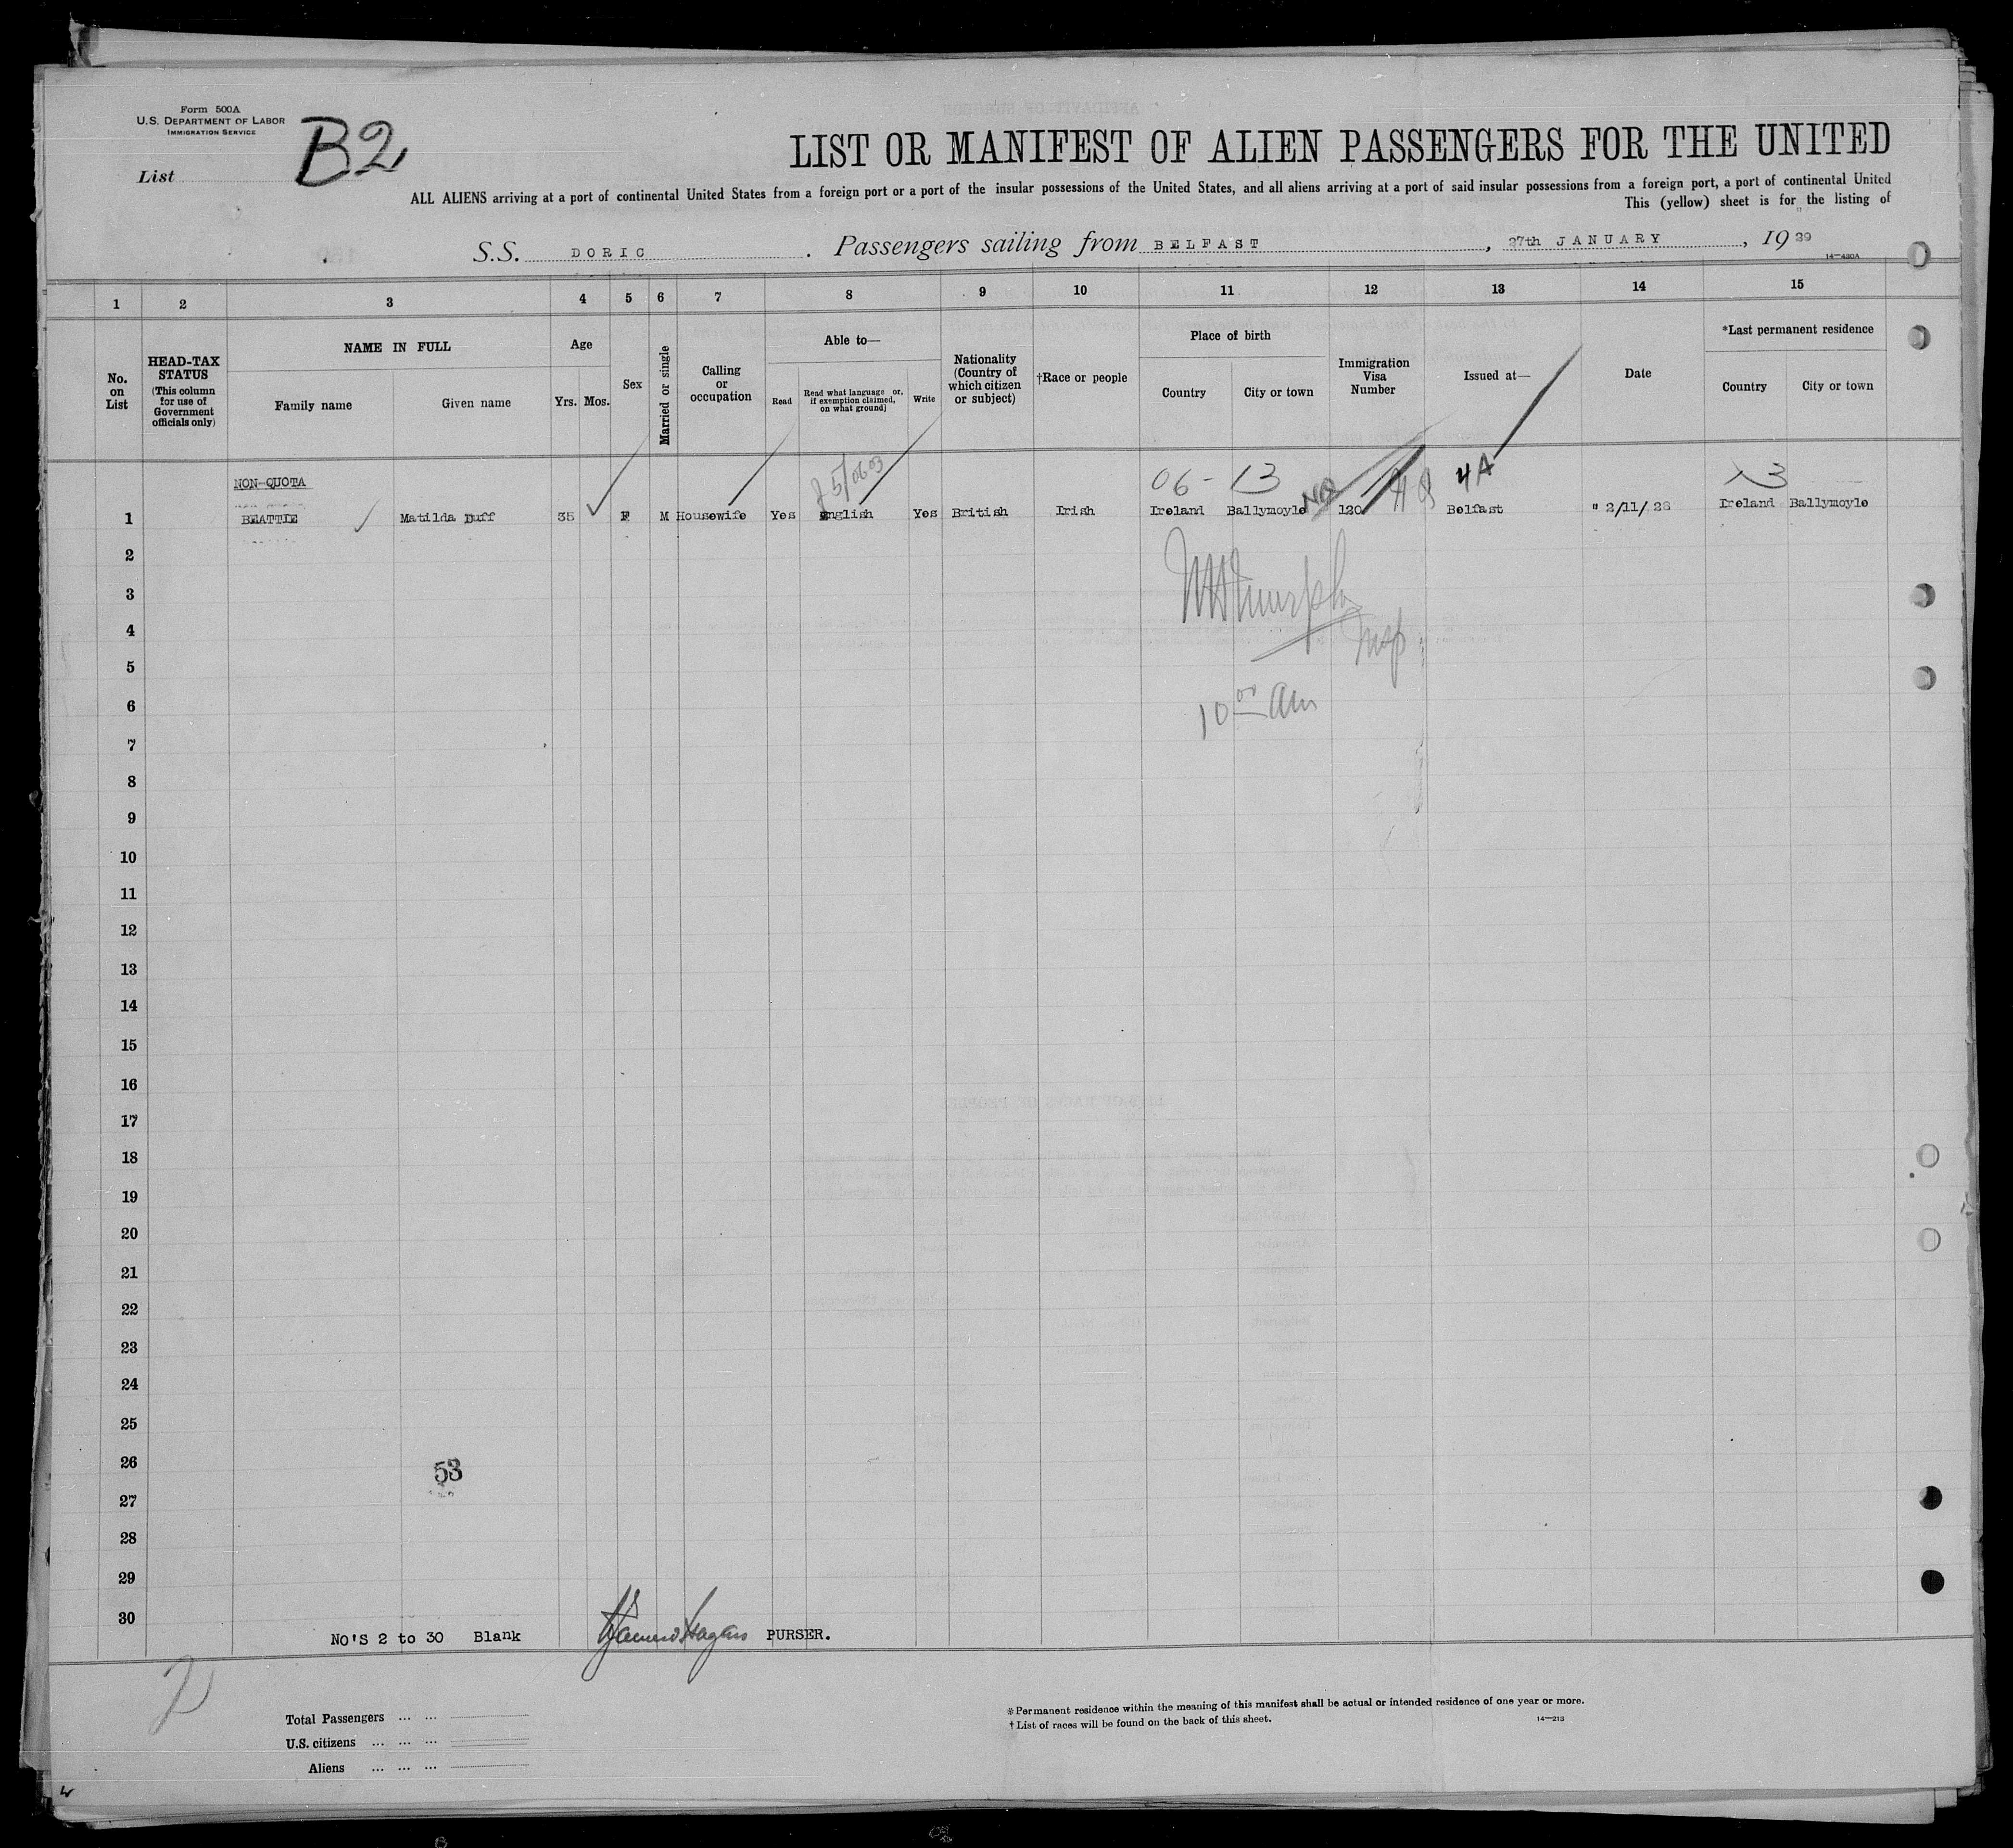 Form 500A
U.S. DEPARTMENT OF LABOR
IMMIGRATION SERVICE
List B2
LIST OR MANIFEST OF ALIEN PASSENGERS FOR THE UNITED
ALL ALIENS arriving at a port of continental United States from a foreign port or a port of the insular possessions of the United States, and all aliens arriving at a port of said insular possessions from a foreign port, a port of continental United
This (yellow) sheet is for the listing of
S.S. DORIC. Passengers sailing from BELFAST, 27th JANUARY, 19 29
14-430A
1 2 3 4 5 6 7 8 9 10 11 12 13 14 15
No. on List
HEAD-TAX STATUS
(This column for use of Government officials only)
NAME IN FULL
Family name Given name
Age
Yrs. Mos.
Sex
Married or single
Calling or occupation
Able to—
Read
Read what language or, if exemption claimed, on what ground)
Write
Nationality (Country of which citizen or subject)
†Race or people
Place of birth
Country City or town
Immigration Visa Number
Issued at—
Date
*Last permanent residence
Country City or town
NON-QUOTA
06-13 NQ 4A
1 BEATTIE Matilda Duff 35 F M Housewife Yes English Yes British Irish Ireland Ballymoyle 120 Belfast " 2/11/28 Ireland Ballymoyle
2
3
4
Insp
5
6
10 00 am
7
8
9
10
11
12
13
14
15
16
17
18
19
20
21
22
23
24
25
26
53
27
28
29
30
NO'S 2 to 30 Blank PURSER.
2
Total Passengers ... ...
U.S. citizens ... ... ...
Aliens ... ... ...
*Permanent residence within the meaning of this manifest shall be actual or intended residence of one year or more.
†List of races will be found on the back of this sheet.
14-213